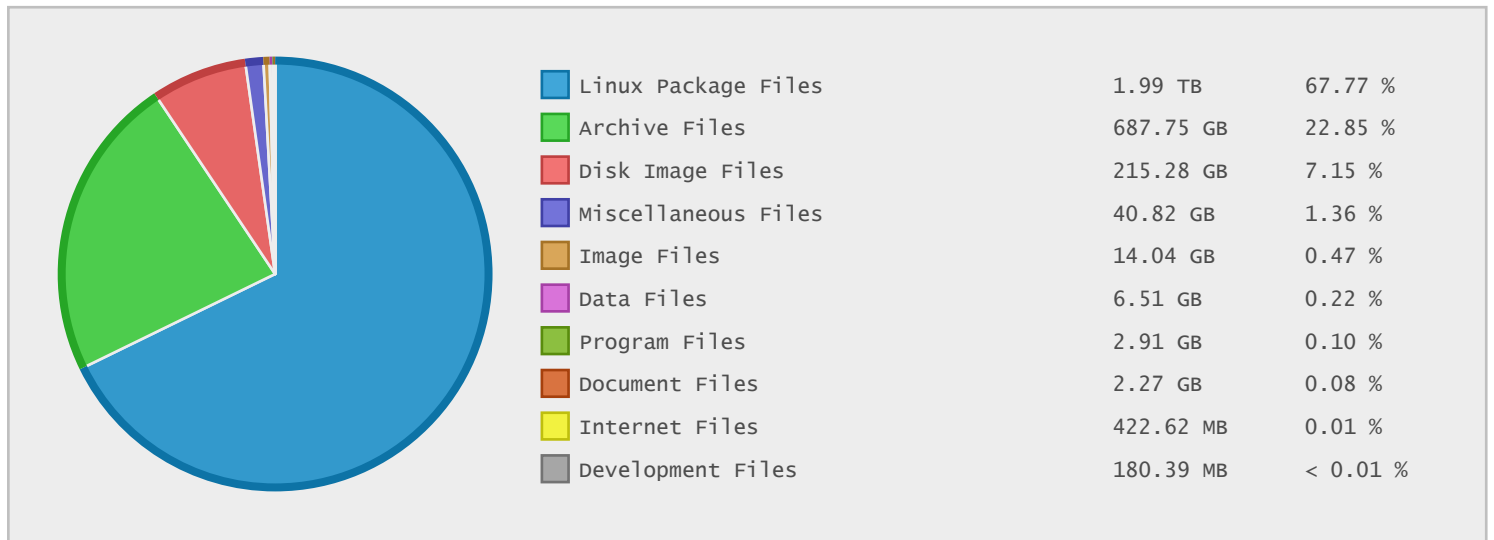 Linux Package Files 1.99 TB 67.77 %
Archive Files 687.75 GB 22.85 %
Disk Image Files 215.28 GB 7.15 %
Miscellaneous Files 40.82 GB 1.36 %
Image Files 14.04 GB 0.47 %
Data Files 6.51 GB 0.22 %
Program Files 2.91 GB 0.10 %
Document Files 2.27 GB 0.08 %
Internet Files 422.62 MB 0.01 %
Development Files 180.39 MB < 0.01 %